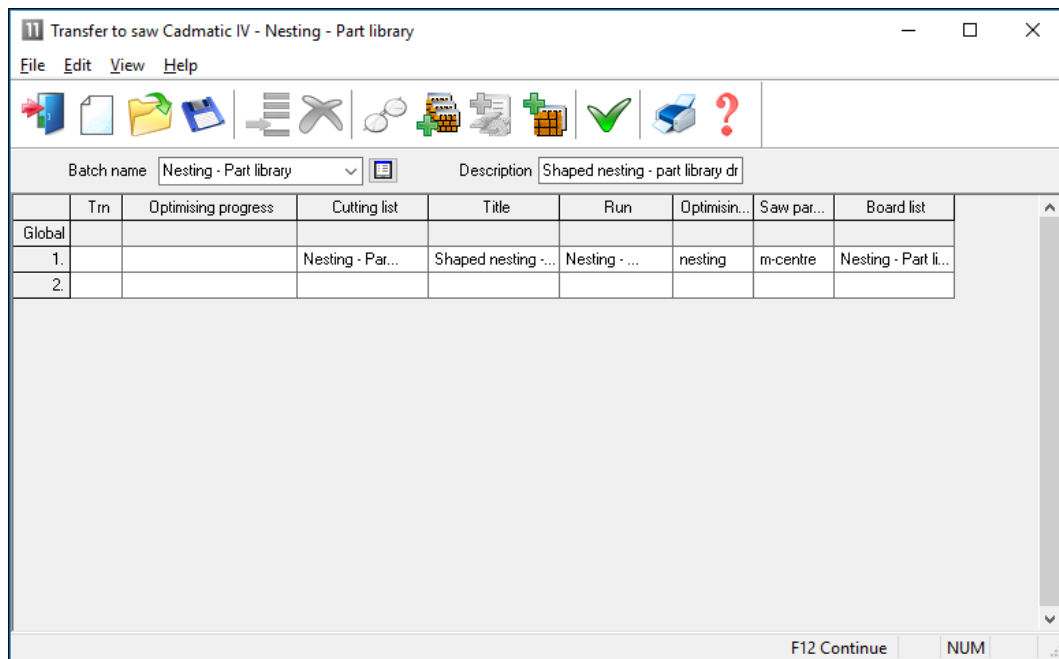 11 Transfer to saw Cadmatic IV - Nesting - Part library
File Edit View Help
?
Batch name Nesting - Part library Description Shaped nesting - part library dr
Trn Optimising progress Cutting list Title Run Optimisin... Saw par... Board list
Global
1. Nesting - Par... Shaped nesting -... Nesting - ... nesting m-centre Nesting - Part li...
2.
F12 Continue NUM